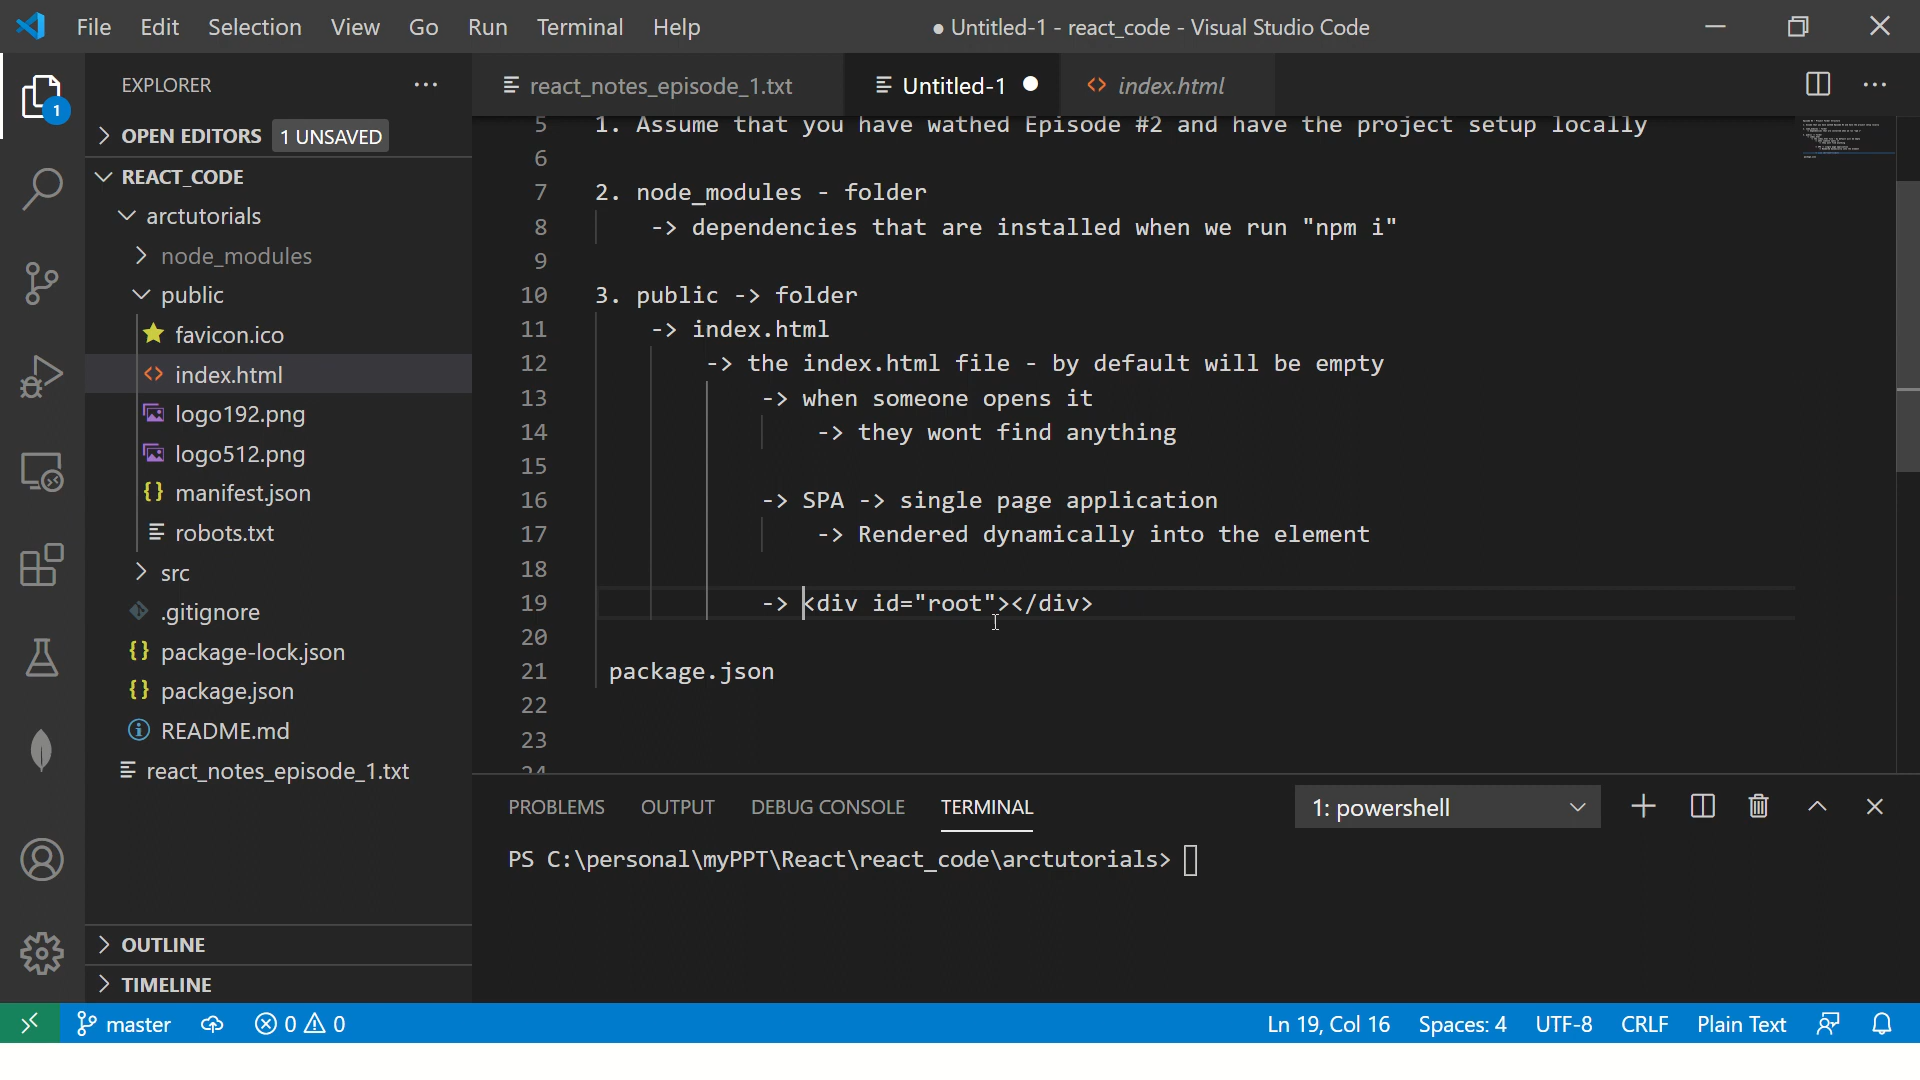 File Edit Selection View Go Run Terminal Help
● Untitled-1 - react_code - Visual Studio Code
EXPLORER
1
OPEN EDITORS 1 UNSAVED
REACT_CODE
arctutorials
node_modules
public
favicon.ico
index.html
logo192.png
logo512.png
manifest.json
robots.txt
src
.gitignore
package-lock.json
package.json
README.md
react_notes_episode_1.txt
OUTLINE
TIMELINE
react_notes_episode_1.txt Untitled-1 index.html
5 1. Assume that you have wathed Episode #2 and have the project setup locally
6
7 2. node_modules - folder
8 -> dependencies that are installed when we run "npm i"
9
10 3. public -> folder
11 -> index.html
12 -> the index.html file - by default will be empty
13 -> when someone opens it
14 -> they wont find anything
15
16 -> SPA -> single page application
17 -> Rendered dynamically into the element
18
19 -> <div id="root"></div>
20
21 package.json
22
23
24
PROBLEMS OUTPUT DEBUG CONSOLE TERMINAL 1: powershell
PS C:\personal\myPPT\React\react_code\arctutorials>
master 0 0 Ln 19, Col 16 Spaces: 4 UTF-8 CRLF Plain Text